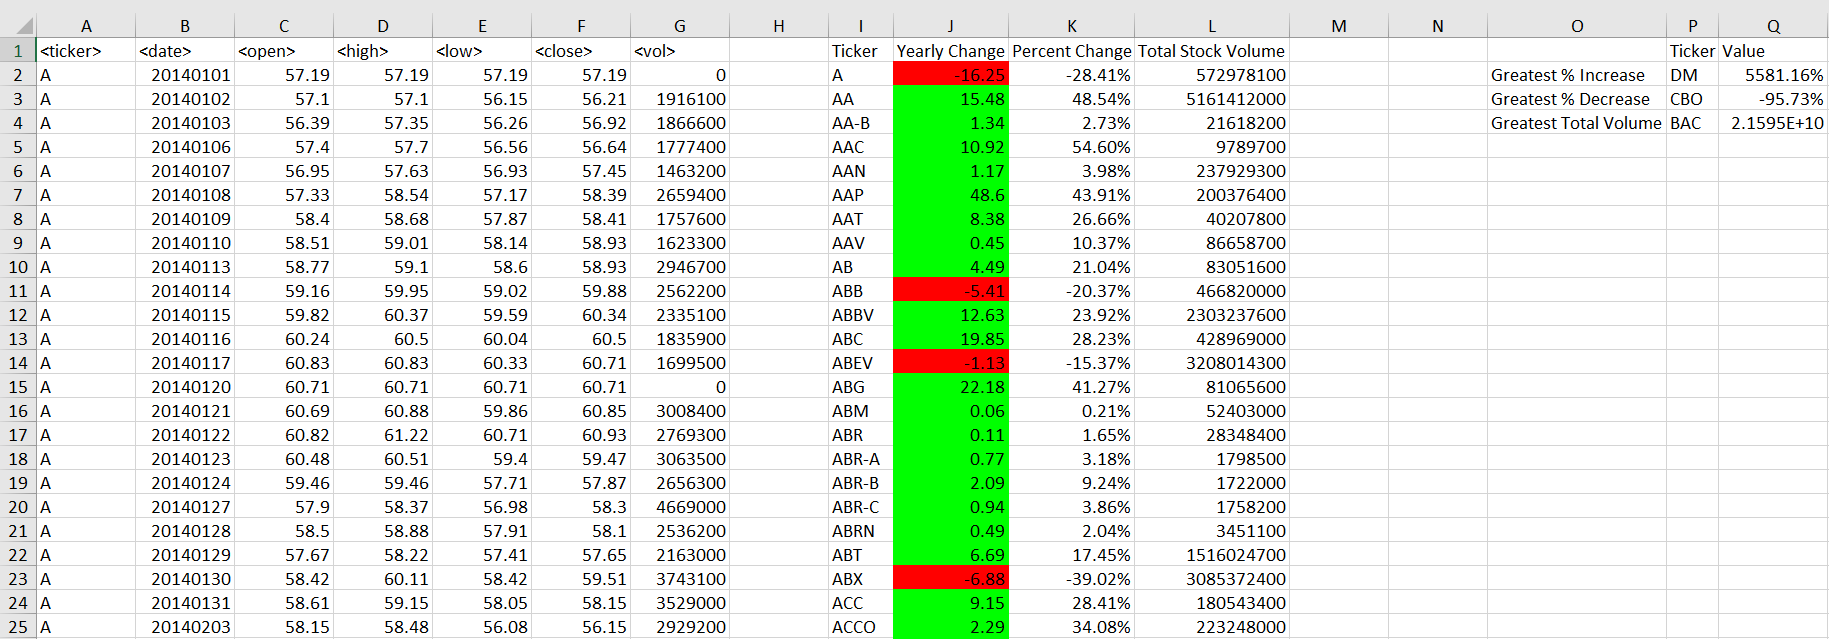 A B C D E F G H I J K L M N O P Q
1 <ticker> <date> <open> <high> <low> <close> <vol> Ticker Yearly Change Percent Change Total Stock Volume Ticker Value
2 A 20140101 57.19 57.19 57.19 57.19 0 A -16.25 -28.41% 572978100 Greatest % Increase DM 5581.16%
3 A 20140102 57.1 57.1 56.15 56.21 1916100 AA 15.48 48.54% 5161412000 Greatest % Decrease CBO -95.73%
4 A 20140103 56.39 57.35 56.26 56.92 1866600 AA-B 1.34 2.73% 21618200 Greatest Total Volume BAC 2.1595E+10
5 A 20140106 57.4 57.7 56.56 56.64 1777400 AAC 10.92 54.60% 9789700
6 A 20140107 56.95 57.63 56.93 57.45 1463200 AAN 1.17 3.98% 237929300
7 A 20140108 57.33 58.54 57.17 58.39 2659400 AAP 48.6 43.91% 200376400
8 A 20140109 58.4 58.68 57.87 58.41 1757600 AAT 8.38 26.66% 40207800
9 A 20140110 58.51 59.01 58.14 58.93 1623300 AAV 0.45 10.37% 86658700
10 A 20140113 58.77 59.1 58.6 58.93 2946700 AB 4.49 21.04% 83051600
11 A 20140114 59.16 59.95 59.02 59.88 2562200 ABB -5.41 -20.37% 466820000
12 A 20140115 59.82 60.37 59.59 60.34 2335100 ABBV 12.63 23.92% 2303237600
13 A 20140116 60.24 60.5 60.04 60.5 1835900 ABC 19.85 28.23% 428969000
14 A 20140117 60.83 60.83 60.33 60.71 1699500 ABEV -1.13 -15.37% 3208014300
15 A 20140120 60.71 60.71 60.71 60.71 0 ABG 22.18 41.27% 81065600
16 A 20140121 60.69 60.88 59.86 60.85 3008400 ABM 0.06 0.21% 52403000
17 A 20140122 60.82 61.22 60.71 60.93 2769300 ABR 0.11 1.65% 28348400
18 A 20140123 60.48 60.51 59.4 59.47 3063500 ABR-A 0.77 3.18% 1798500
19 A 20140124 59.46 59.46 57.71 57.87 2656300 ABR-B 2.09 9.24% 1722000
20 A 20140127 57.9 58.37 56.98 58.3 4669000 ABR-C 0.94 3.86% 1758200
21 A 20140128 58.5 58.88 57.91 58.1 2536200 ABRN 0.49 2.04% 3451100
22 A 20140129 57.67 58.22 57.41 57.65 2163000 ABT 6.69 17.45% 1516024700
23 A 20140130 58.42 60.11 58.42 59.51 3743100 ABX -6.88 -39.02% 3085372400
24 A 20140131 58.61 59.15 58.05 58.15 3529000 ACC 9.15 28.41% 180543400
25 A 20140203 58.15 58.48 56.08 56.15 2929200 ACCO 2.29 34.08% 223248000